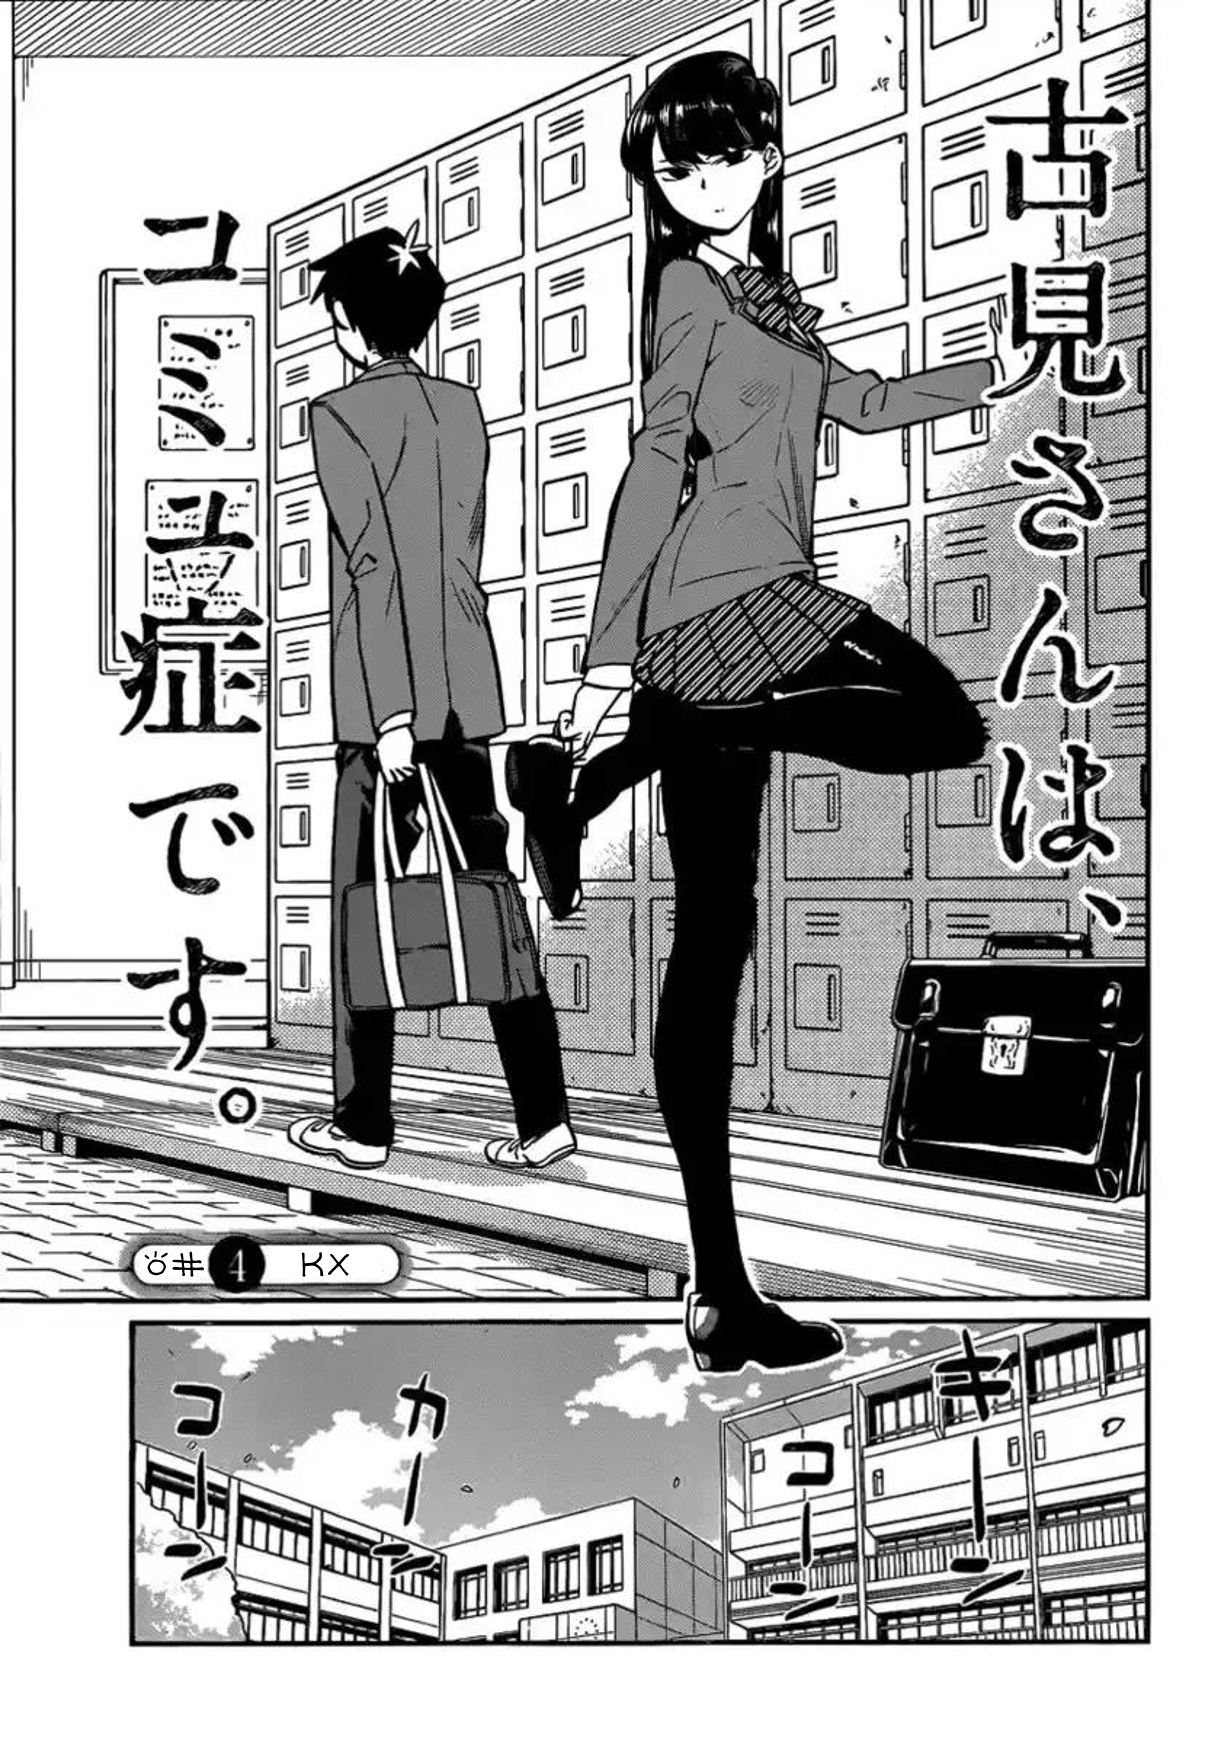 古見さんは、
コミュ症です。
4
キーンコーンカーンコーン